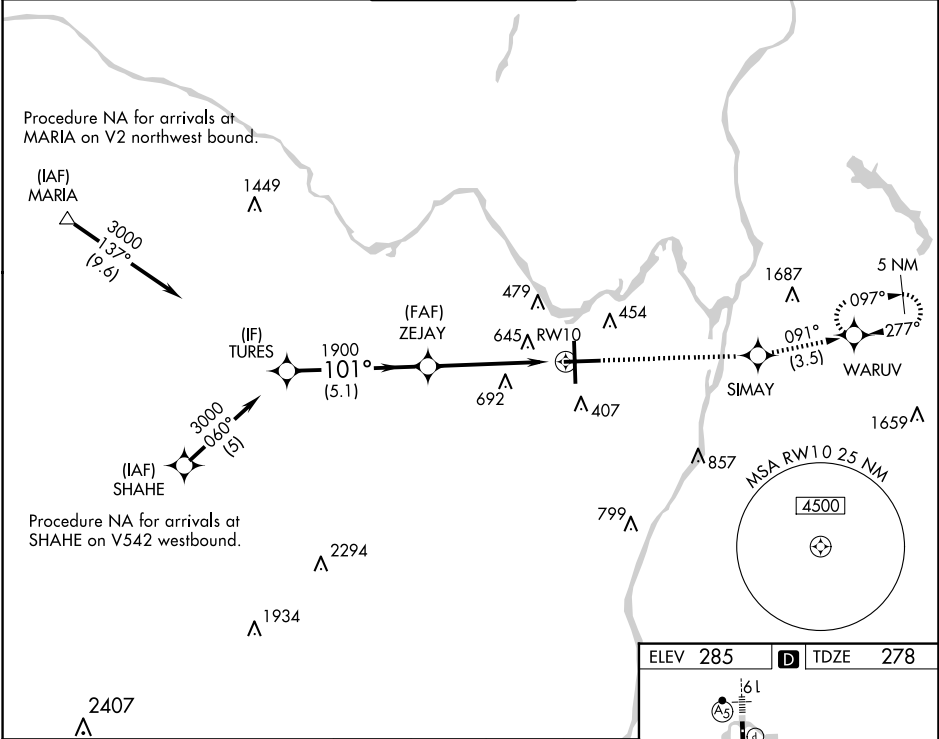 Procedure NA for arrivals at
MARIA on V2 northwest bound.
(IAF)
MARIA
3000
137°
(9.6)
1449
(IF)
TURES
1900
101°
(5.1)
(FAF)
ZEJAY
479
645
RW10
454
692
407
1687
5 NM
097°
277°
091°
(3.5)
SIMAY
WARUV
1659
3000
060°
(5)
(IAF)
SHAHE
Procedure NA for arrivals at
SHAHE on V542 westbound.
857
799
MSA RW10 25 NM
4500
2294
1934
2407
ELEV 285 D TDZE 278
19
A5